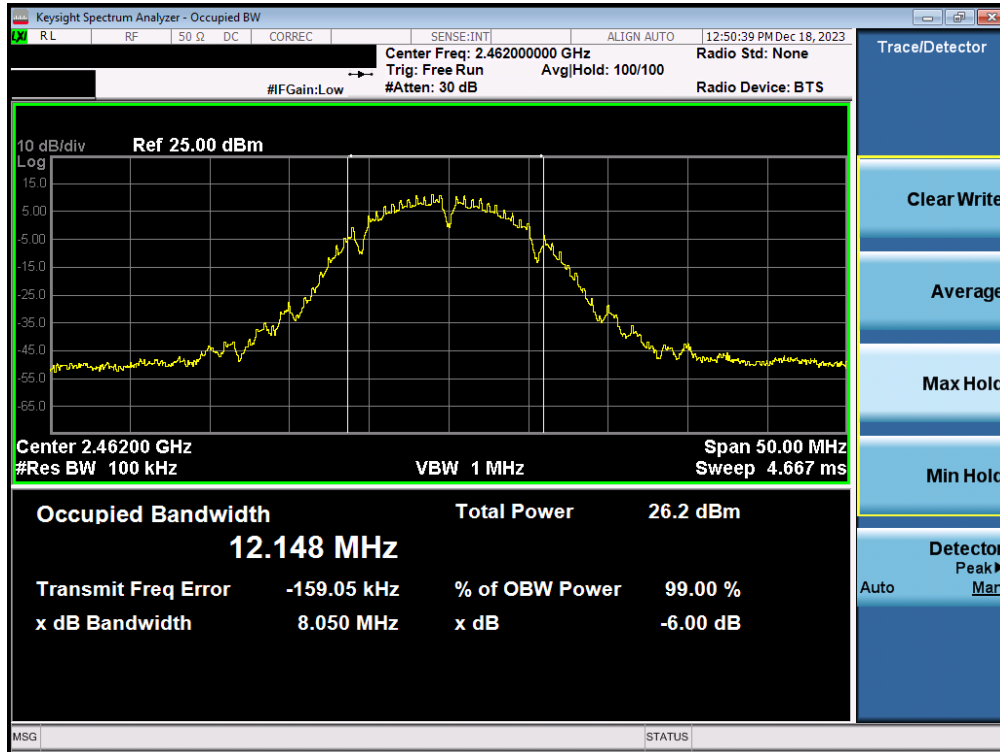 Keysight Spectrum Analyzer - Occupied BW
LXI RL RF 50 Ω DC CORREC SENSE:INT ALIGN AUTO 12:50:39 PM Dec 18, 2023
Center Freq: 2.462000000 GHz Radio Std: None
Trig: Free Run Avg|Hold: 100/100
#IFGain:Low #Atten: 30 dB Radio Device: BTS
10 dB/div Ref 25.00 dBm
Log
15.0
5.00
-5.00
-15.0
-25.0
-35.0
-45.0
-55.0
-65.0
Center 2.46200 GHz Span 50.00 MHz
#Res BW 100 kHz VBW 1 MHz Sweep 4.667 ms
Occupied Bandwidth Total Power 26.2 dBm
12.148 MHz
Transmit Freq Error -159.05 kHz % of OBW Power 99.00 %
x dB Bandwidth 8.050 MHz x dB -6.00 dB
MSG STATUS
Trace/Detector
Clear Write
Average
Max Hold
Min Hold
Detector
Peak▶
Auto Man